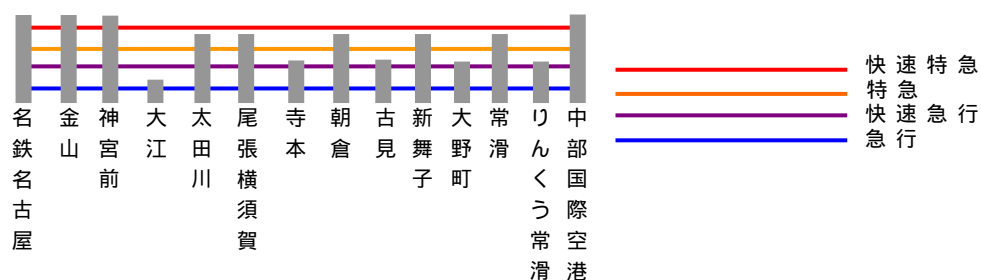 名鉄名古屋
金山
神宮前
大江
太田川
尾張横須賀
寺本
朝倉
古見
新舞子
大野町
常滑
りんくう常滑
中部国際空港
快速特急
特急
快速急行
急行